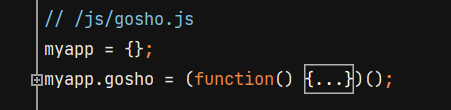 // /js/gosho.js
myapp = {};
myapp.gosho = (function() {...})();